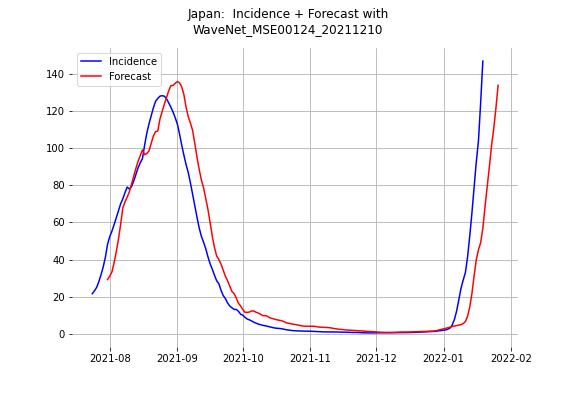 Japan:  Incidence + Forecast with
WaveNet_MSE00124_20211210
Incidence
Forecast
140
120
100
80
60
40
20
0
2021-08 2021-09 2021-10 2021-11 2021-12 2022-01 2022-02